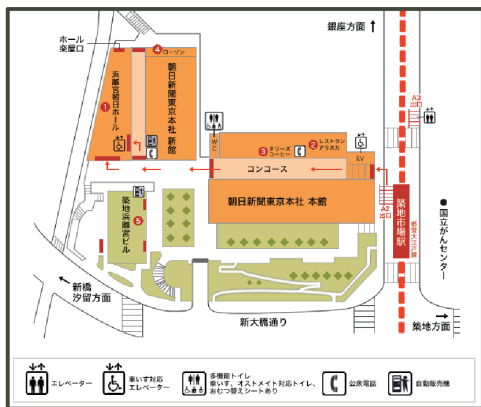 銀座方面
ホール
楽屋口
④
ローソン
浜離宮朝日ホール
①
朝日新聞東京本社 新館
WC
③
タリーズ
コーヒー
②
レストラン
アラスカ
EV
コンコース
朝日新聞東京本社 本館
A3
出口
A2
出口
築地市場駅
都営大江戸線
●国立がんセンター
築地浜離宮ビル
⑤
新橋
汐留方面
新大橋通り
築地方面
エレベーター
車いす対応
エレベーター
多機能トイレ
車いす、オストメイト対応トイレ、
おむつ替えシートあり
公衆電話
自動販売機